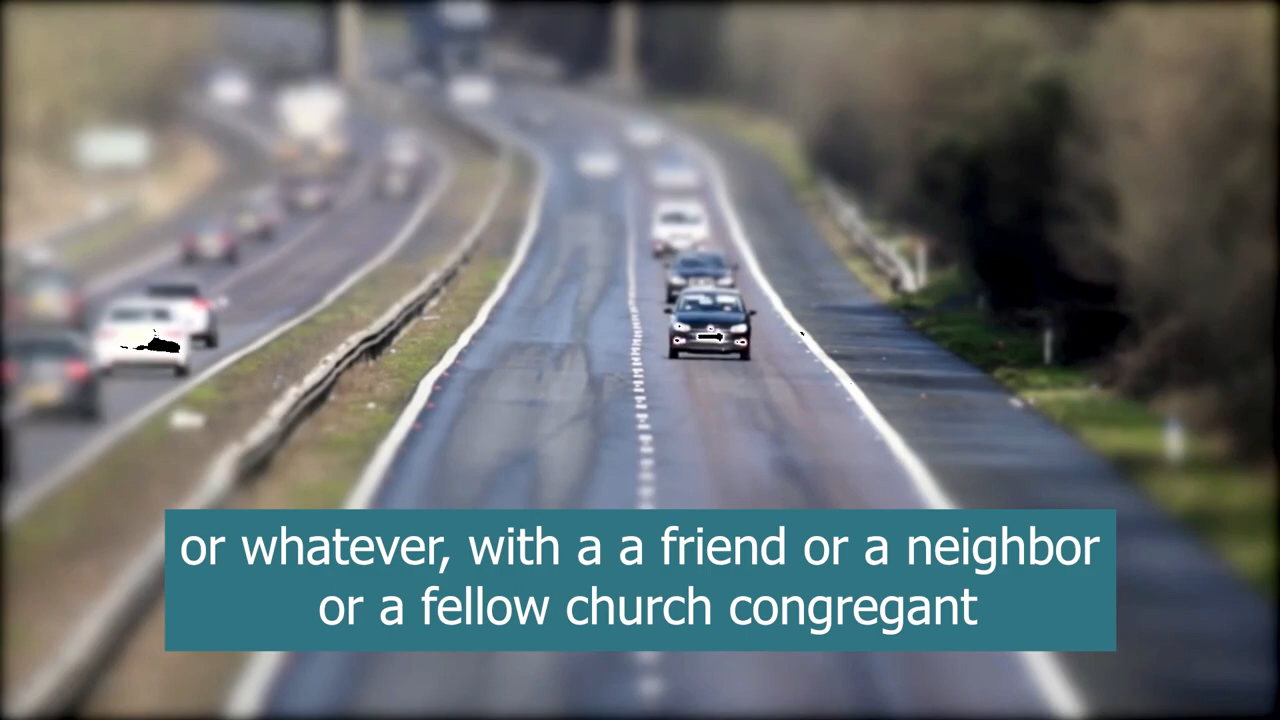 or whatever, with a a friend or a neighbor
or a fellow church congregant